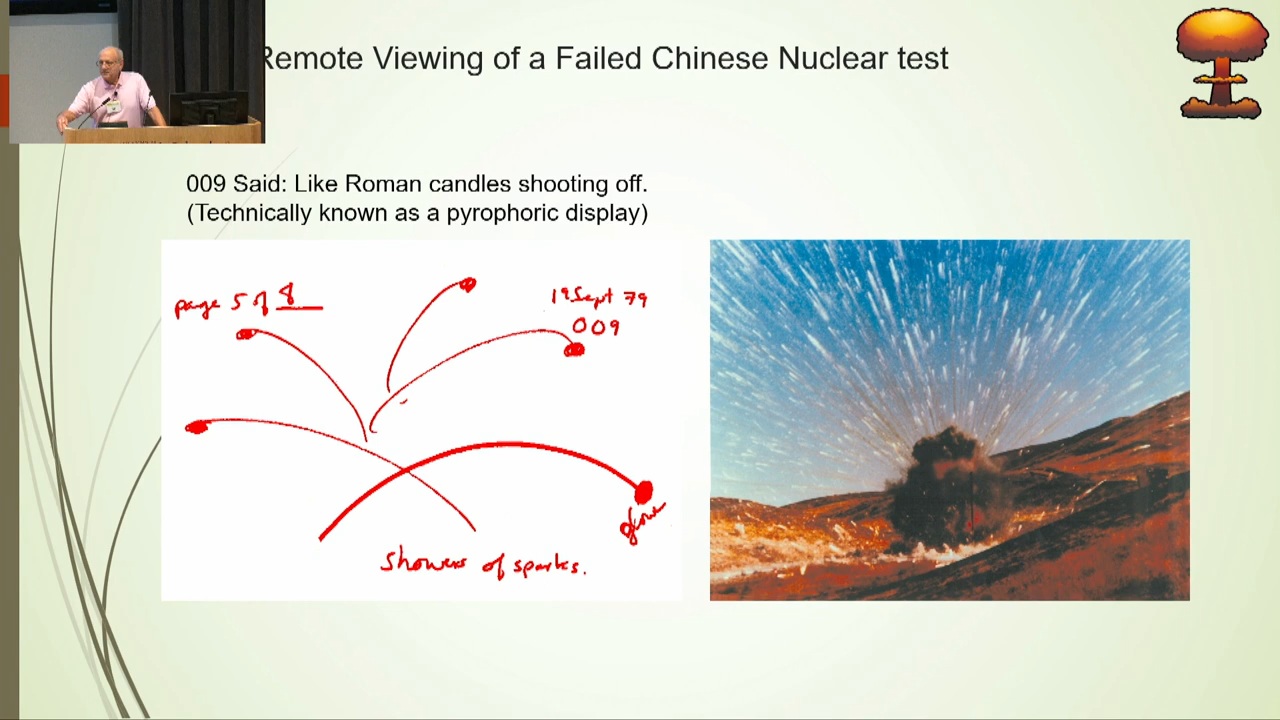 Remote Viewing of a Failed Chinese Nuclear test
009 Said: Like Roman candles shooting off.
(Technically known as a pyrophoric display)
page 5 of 8
19 Sept 79
009
glow
Showers of sparks.